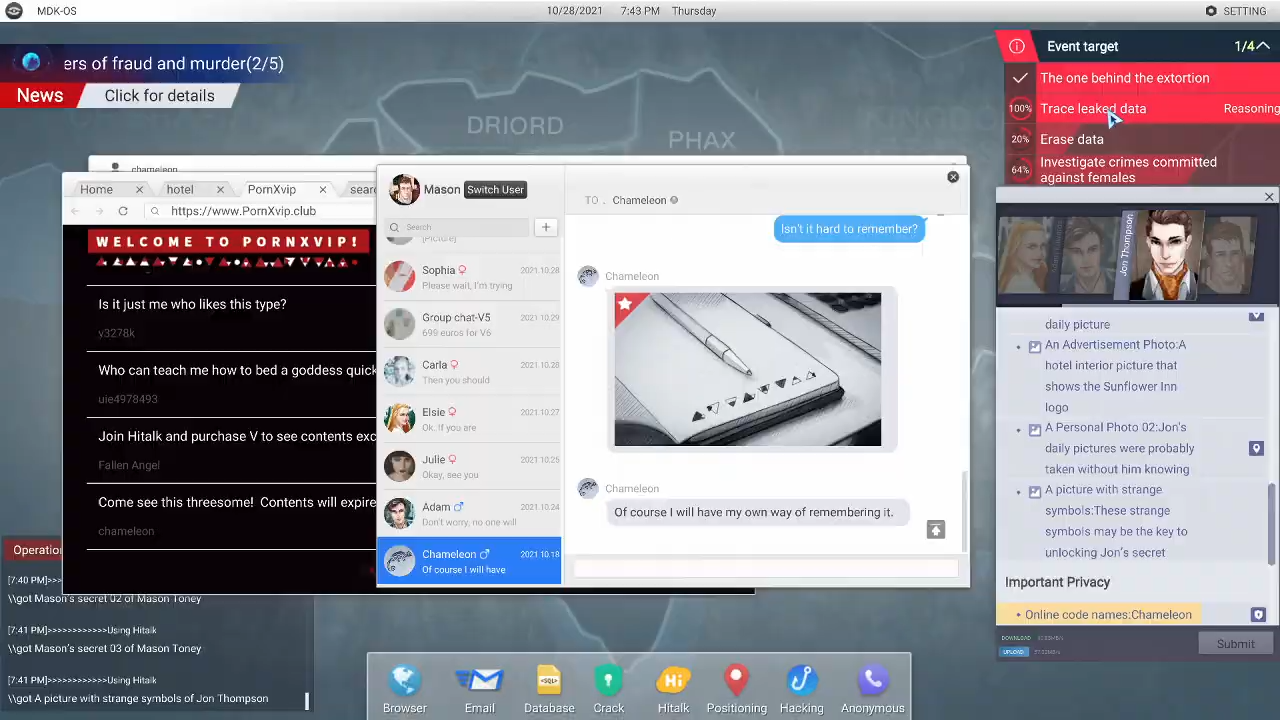 MDK-OS
10/28/2021 7:43 PM Thursday
SETTING
ers of fraud and murder(2/5)
News
Click for details
DRIORD
PHAX
Event target
1/4
The one behind the extortion
100%
Trace leaked data
Reasoning
20%
Erase data
64%
Investigate crimes committed
against females
chameleon
Home
hotel
PornXvip
sear
https://www.PornXvip.club
WELCOME TO PORNXVIP!
Is it just me who likes this type?
y3278k
Who can teach me how to bed a goddess quick
uie4978493
Join Hitalk and purchase V to see contents exc
Fallen Angel
Come see this threesome! Contents will expire
chameleon
Mason
Switch User
Search
[Picture]
Sophia
2021.10.28
Please wait, I'm trying
Group chat-V5
2021.10.29
699 euros for V6
Carla
2021.10.28
Then you should
Elsie
2021.10.27
Ok. If you are
Julie
2021.10.25
Okay, see you
Adam
2021.10.24
Don't worry, no one will
Chameleon
2021.10.18
Of course I will have
TO . Chameleon
Isn't it hard to remember?
Chameleon
Chameleon
Of course I will have my own way of remembering it.
Jon Thompson
daily picture
An Advertisement Photo:A
hotel interior picture that
shows the Sunflower Inn
logo
A Personal Photo 02:Jon's
daily pictures were probably
taken without him knowing
A picture with strange
symbols:These strange
symbols may be the key to
unlocking Jon's secret
Important Privacy
Online code names:Chameleon
DOWNLOAD
UPLOAD
Submit
Operation
[7:40 PM]>>
\\got Mason's secret 02 of Mason Toney
[7:41 PM]>>>>>>>>>>>>Using Hitalk
\\got Mason's secret 03 of Mason Toney
[7:41 PM]>>>>>>>>>>>>Using Hitalk
\\got A picture with strange symbols of Jon Thompson
<SQL>
Hi
Browser
Email
Database
Crack
Hitalk
Positioning
Hacking
Anonymous